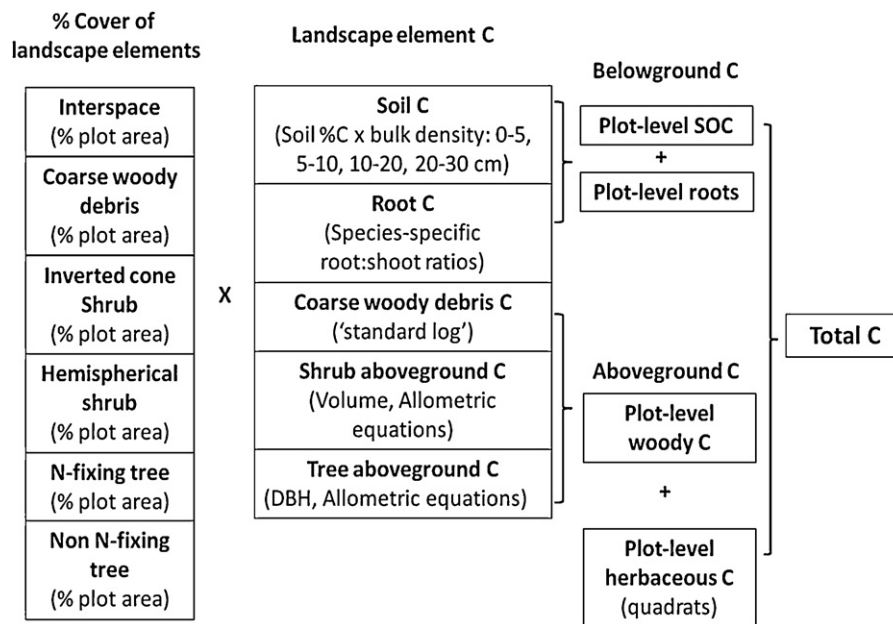 % Cover of
landscape elements
Interspace
(% plot area)
Coarse woody
debris
(% plot area)
Inverted cone
Shrub
(% plot area)
Hemispherical
shrub
(% plot area)
N-fixing tree
(% plot area)
Non N-fixing
tree
(% plot area)
X
Landscape element C
Soil C
(Soil %C x bulk density: 0-5,
5-10, 10-20, 20-30 cm)
Root C
(Species-specific
root:shoot ratios)
Coarse woody debris C
(‘standard log’)
Shrub aboveground C
(Volume, Allometric
equations)
Tree aboveground C
(DBH, Allometric equations)
Belowground C
Plot-level SOC
+
Plot-level roots
Aboveground C
Plot-level
woody C
+
Plot-level
herbaceous C
(quadrats)
Total C